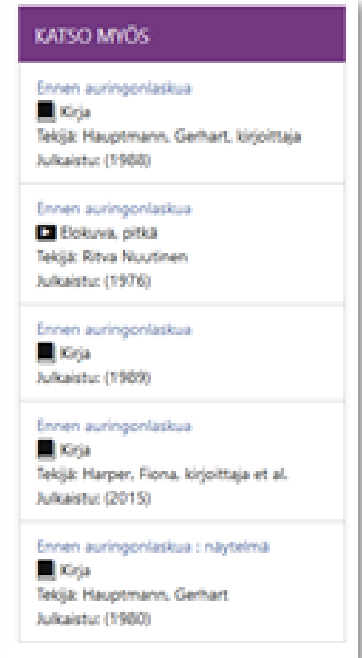 KATSO MYÖS
Ennen auringonlaskua
Kirja
Tekijä: Hauptmann, Gerhart, kirjoittaja
Julkaistu: (1988)
Ennen auringonlaskua
Elokuva, pitkä
Tekijä: Ritva Nuutinen
Julkaistu: (1976)
Ennen auringonlaskua
Kirja
Julkaistu: (1989)
Ennen auringonlaskua
Kirja
Tekijä: Harper, Fiona, kirjoittaja et al.
Julkaistu: (2015)
Ennen auringonlaskua : näytelmä
Kirja
Tekijä: Hauptmann, Gerhart
Julkaistu: (1980)